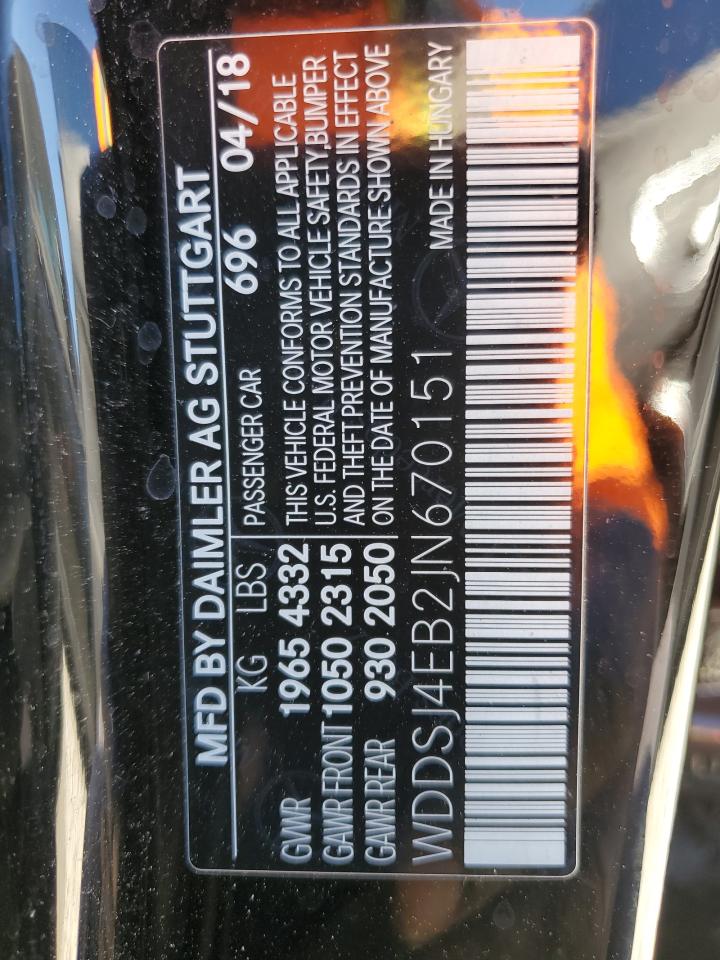 MFD BY DAIMLER AG STUTTGART
KG LBS PASSENGER CAR 696 04/18
GVWR 1965 4332 THIS VEHICLE CONFORMS TO ALL APPLICABLE
GAWR FRONT 1050 2315 U.S. FEDERAL MOTOR VEHICLE SAFETY, BUMPER
AND THEFT PREVENTION STANDARDS IN EFFECT
GAWR REAR 930 2050 ON THE DATE OF MANUFACTURE SHOWN ABOVE
WDDSJ4EB2JN670151 MADE IN HUNGARY